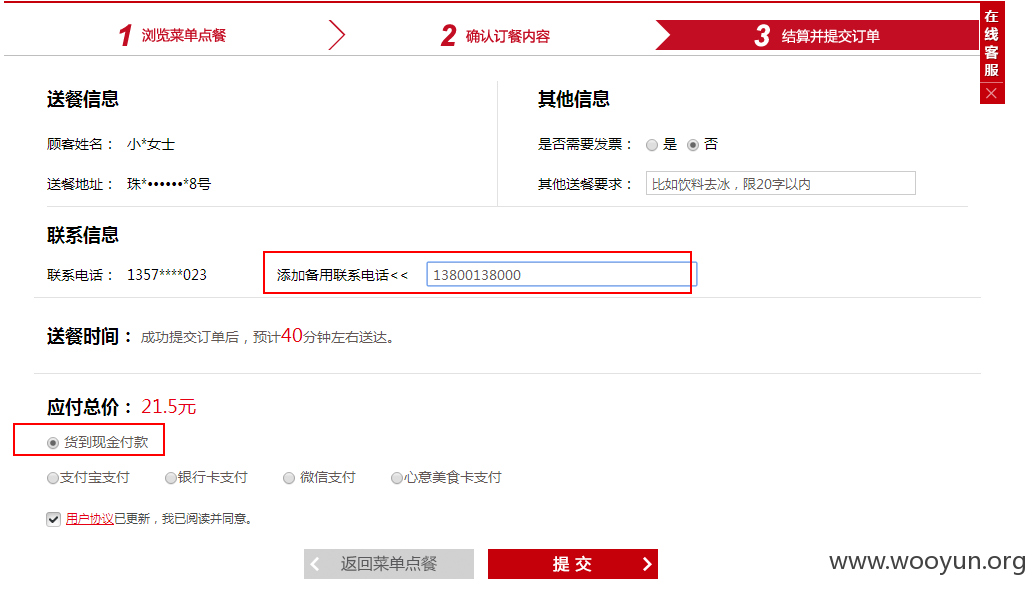 1 浏览菜单点餐
2 确认订餐内容
3 结算并提交订单
在线客服
送餐信息
其他信息
顾客姓名： 小*女士
是否需要发票： 是 否
送餐地址： 珠*••••••*8号
其他送餐要求： 比如饮料去冰，限20字以内
联系信息
联系电话： 1357****023
添加备用联系电话<< 13800138000
送餐时间： 成功提交订单后，预计40分钟左右送达。
应付总价： 21.5元
货到现金付款
支付宝支付 银行卡支付 微信支付 心意美食卡支付
用户协议已更新，我已阅读并同意。
返回菜单点餐
提 交
www.wooyun.org